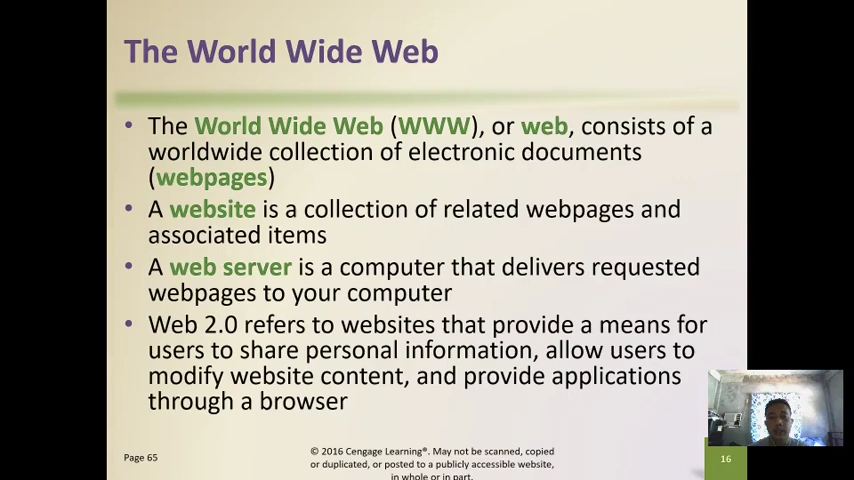 The World Wide Web
• The World Wide Web (WWW), or web, consists of a
worldwide collection of electronic documents
(webpages)
• A website is a collection of related webpages and
associated items
• A web server is a computer that delivers requested
webpages to your computer
• Web 2.0 refers to websites that provide a means for
users to share personal information, allow users to
modify website content, and provide applications
through a browser
Page 65
© 2016 Cengage Learning®. May not be scanned, copied
or duplicated, or posted to a publicly accessible website,
in whole or in part.
16